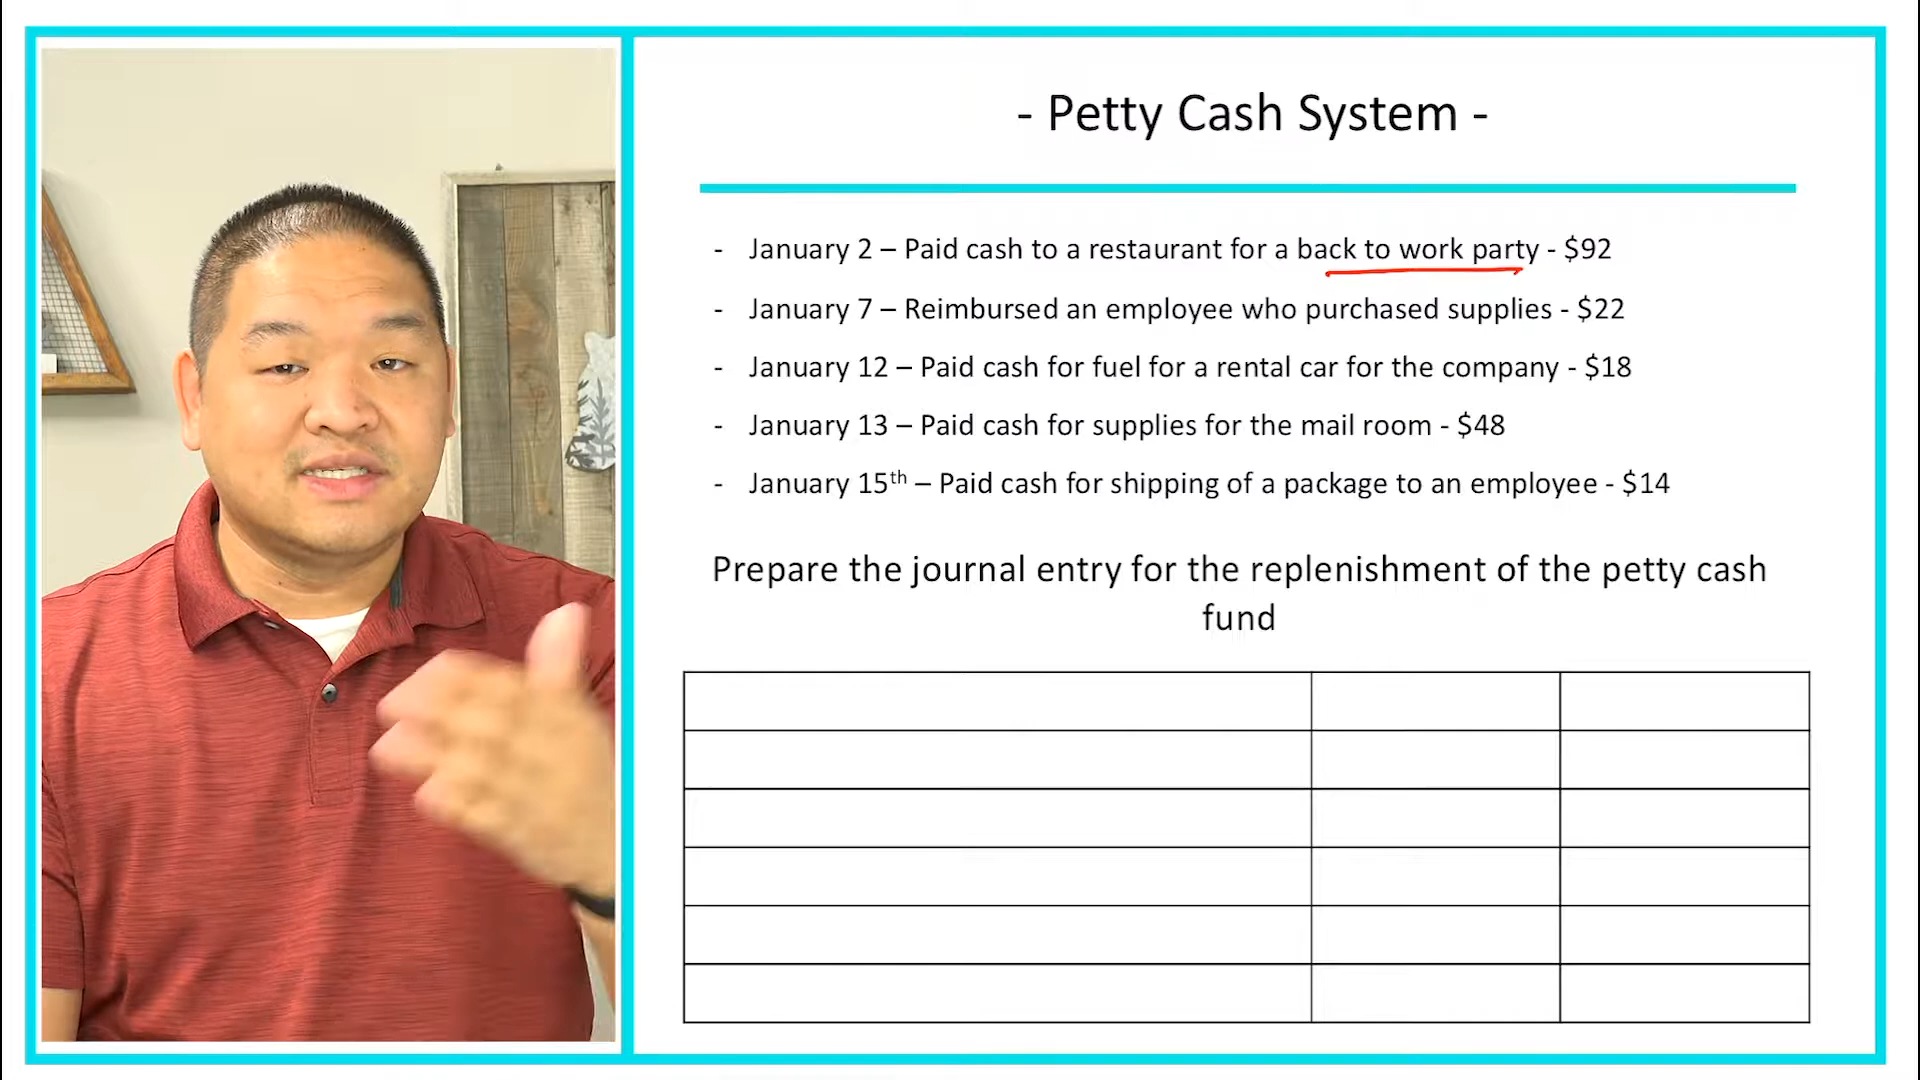 - Petty Cash System -
- January 2 – Paid cash to a restaurant for a back to work party - $92
- January 7 – Reimbursed an employee who purchased supplies - $22
- January 12 – Paid cash for fuel for a rental car for the company - $18
- January 13 – Paid cash for supplies for the mail room - $48
- January 15th – Paid cash for shipping of a package to an employee - $14
Prepare the journal entry for the replenishment of the petty cash
fund